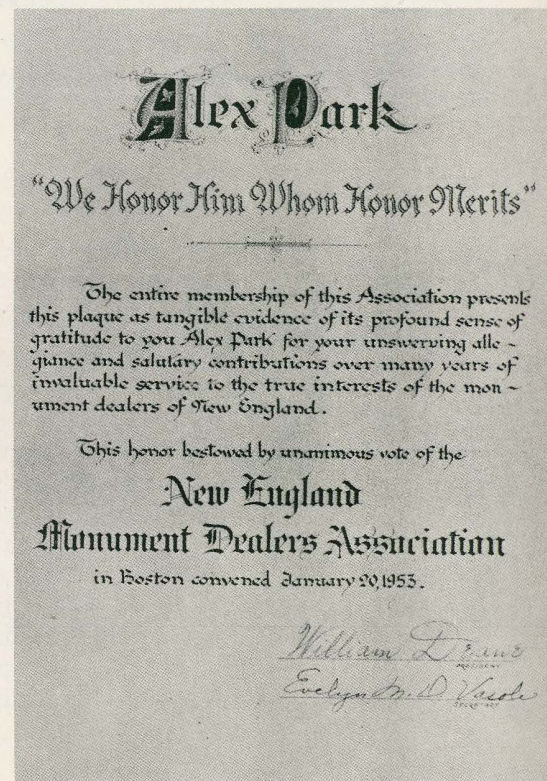 Alex Park
"We Honor Him Whom Honor Merits"
The entire membership of this Association presents
this plaque as tangible evidence of its profound sense of
gratitude to you Alex Park for your unswerving alle-
giance and salutary contributions over many years of
invaluable service to the true interests of the mon-
ument dealers of New England.
This honor bestowed by unanimous vote of the
New England
Monument Dealers Association
in Boston convened January 20, 1953.
William
PRESIDENT
Evelyn M. D
SECRETARY